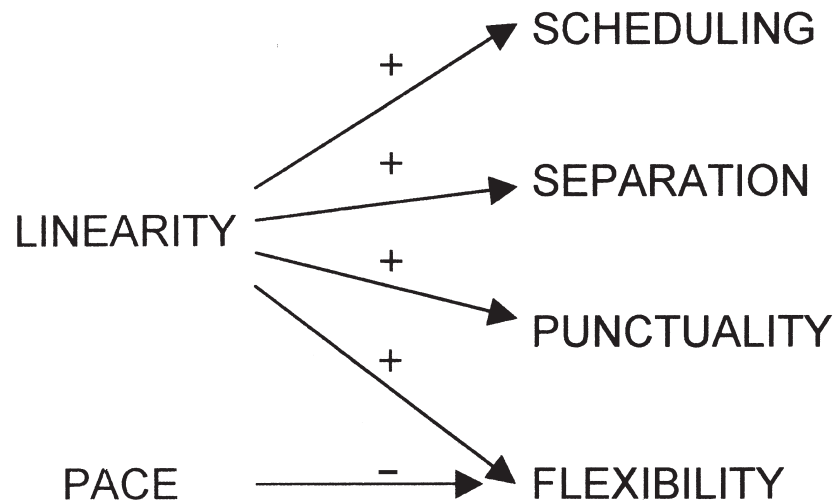 SCHEDULING
+
+
SEPARATION
LINEARITY
+
PUNCTUALITY
+
PACE
–
FLEXIBILITY